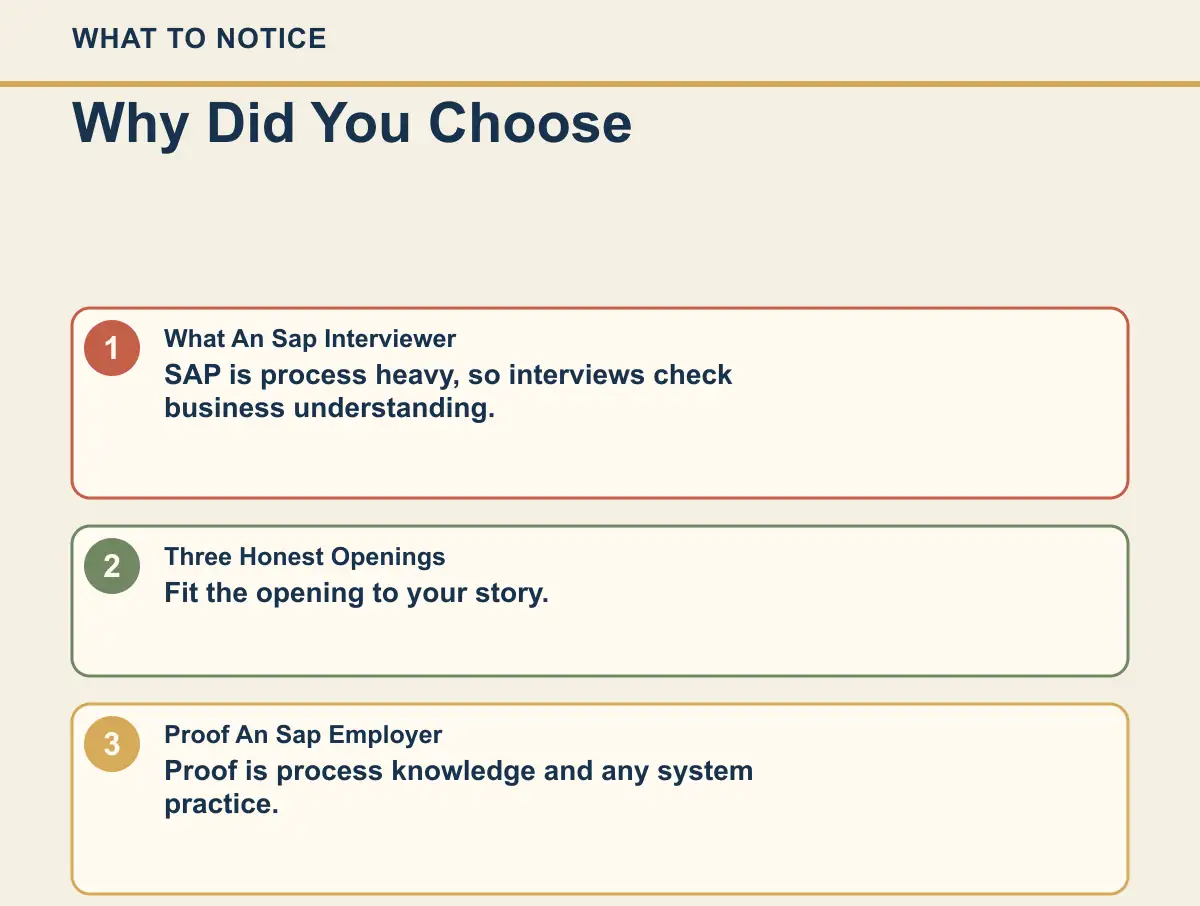 WHAT TO NOTICE
Why Did You Choose
1
What An Sap Interviewer
SAP is process heavy, so interviews check
business understanding.
2
Three Honest Openings
Fit the opening to your story.
3
Proof An Sap Employer
Proof is process knowledge and any system
practice.